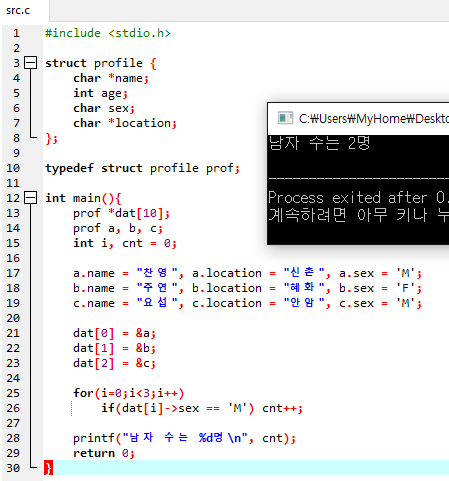 src.c
1 #include <stdio.h>
2
3 struct profile {
4 char *name;
5 int age;
6 char sex;
7 char *location;
8 };
9
10 typedef struct profile prof;
11
12 int main(){
13 prof *dat[10];
14 prof a, b, c;
15 int i, cnt = 0;
16
17 a.name = "찬영", a.location = "신촌", a.sex = 'M';
18 b.name = "주연", b.location = "혜화", b.sex = 'F';
19 c.name = "요섭", c.location = "안암", c.sex = 'M';
20
21 dat[0] = &a;
22 dat[1] = &b;
23 dat[2] = &c;
24
25 for(i=0;i<3;i++)
26 if(dat[i]->sex == 'M') cnt++;
27
28 printf("남자 수는 %d명\n", cnt);
29 return 0;
30 }
C:₩Users₩MyHome₩Deskto
남자 수는 2명
--------------------------------
Process exited after 0.
계속하려면 아무 키나 누